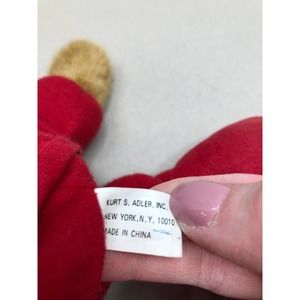 KURT S. ADLER, INC.
NEW YORK, N.Y. 10010
MADE IN CHINA